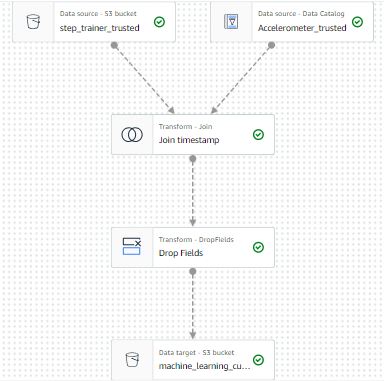 Data source - S3 bucket
step_trainer_trusted
Data source - Data Catalog
Accelerometer_trusted
Transform - Join
Join timestamp
Transform - DropFields
Drop Fields
Data target - S3 bucket
machine_learning_cu...